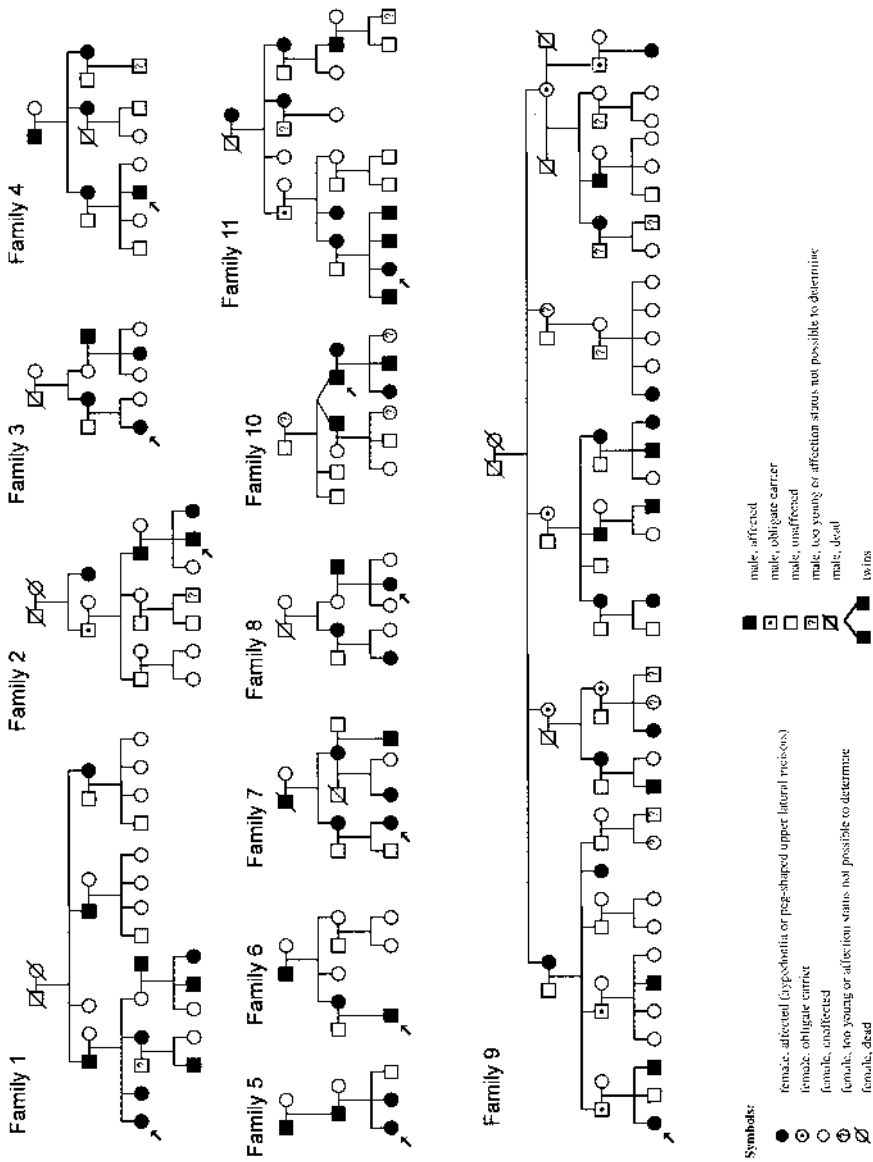 Family 1
Family 2
Family 3
Family 4
Family 5
Family 6
Family 7
Family 8
Family 10
Family 11
Family 9
Symbols:
female, affected (hypodontia or peg-shaped upper lateral incisors)
female, obligate carrier
female, unaffected
female, too young or affection status not possible to determine
female, dead
male, affected
male, obligate carrier
male, unaffected
male, too young or affection status not possible to determine
male, dead
twins